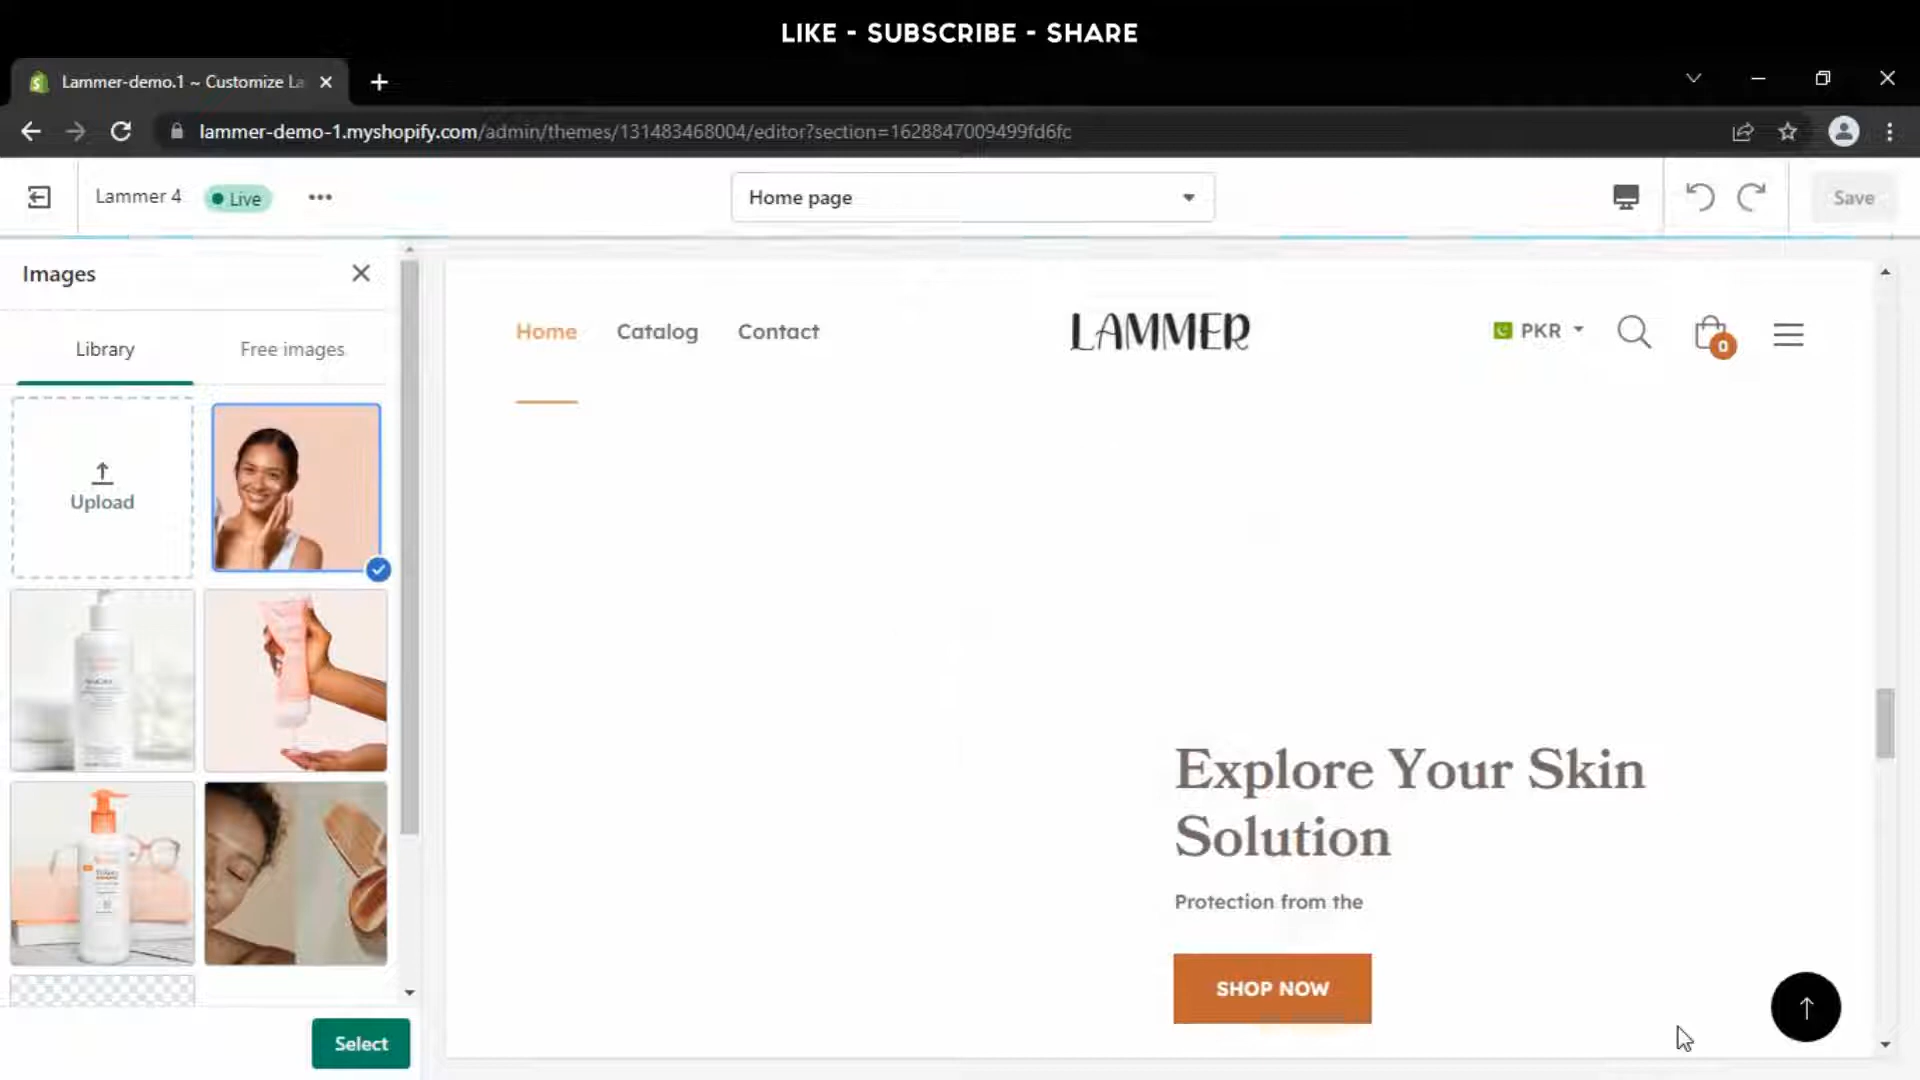 LIKE - SUBSCRIBE - SHARE
Lammer-demo.1 ~ Customize La
lammer-demo-1.myshopify.com/admin/themes/131483468004/editor?section=1628847009499fd6fc
Lammer 4
Live
Home page
Save
Images
Library
Free images
Upload
Select
Home
Catalog
Contact
LAMMER
PKR
0
Explore Your Skin
Solution
Protection from the
SHOP NOW